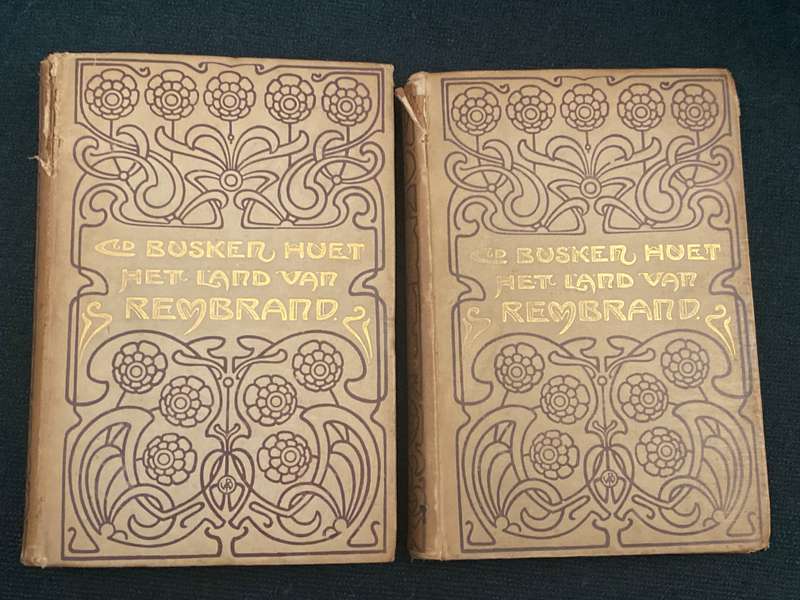 CD BUSKEN HUET
HET LAND VAN
REMBRAND.
CD BUSKEN HUET
HET LAND VAN
REMBRAND.